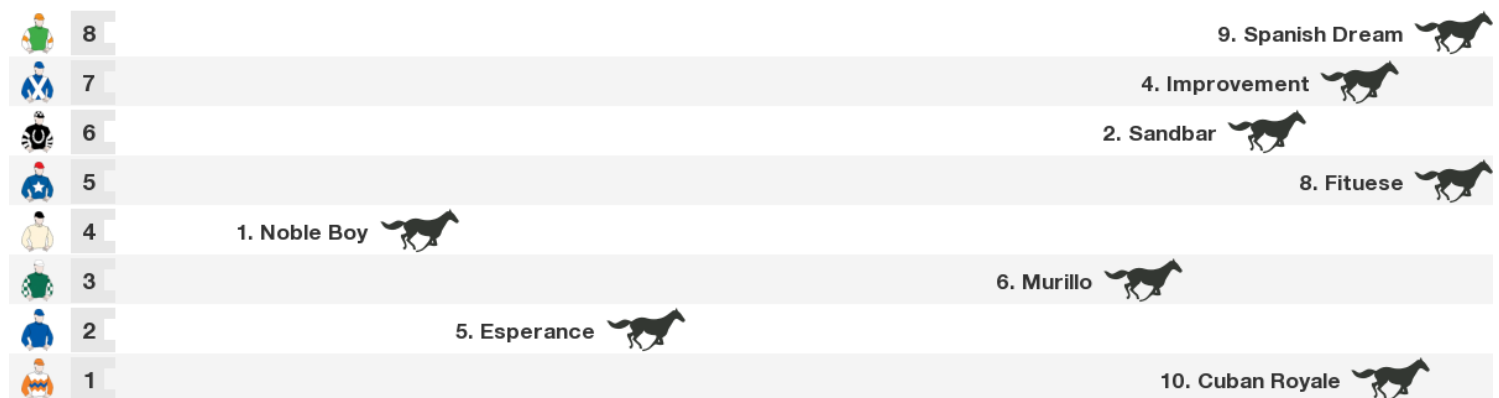 8 9. Spanish Dream
7 4. Improvement
6 2. Sandbar
5 8. Fituese
4 1. Noble Boy
3 6. Murillo
2 5. Esperance
1 10. Cuban Royale